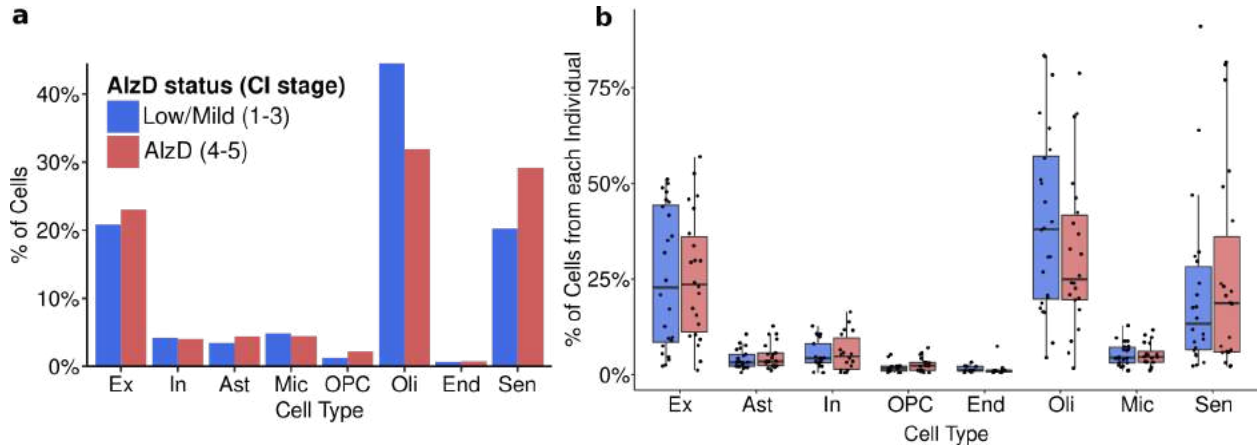 a
AlzD status (CI stage)
Low/Mild (1-3)
AlzD (4-5)
% of Cells
40%
30%
20%
10%
0%
Ex In Ast Mic OPC Oli End Sen
Cell Type
b
% of Cells from each Individual
75%
50%
25%
0%
Ex Ast In OPC End Oli Mic Sen
Cell Type